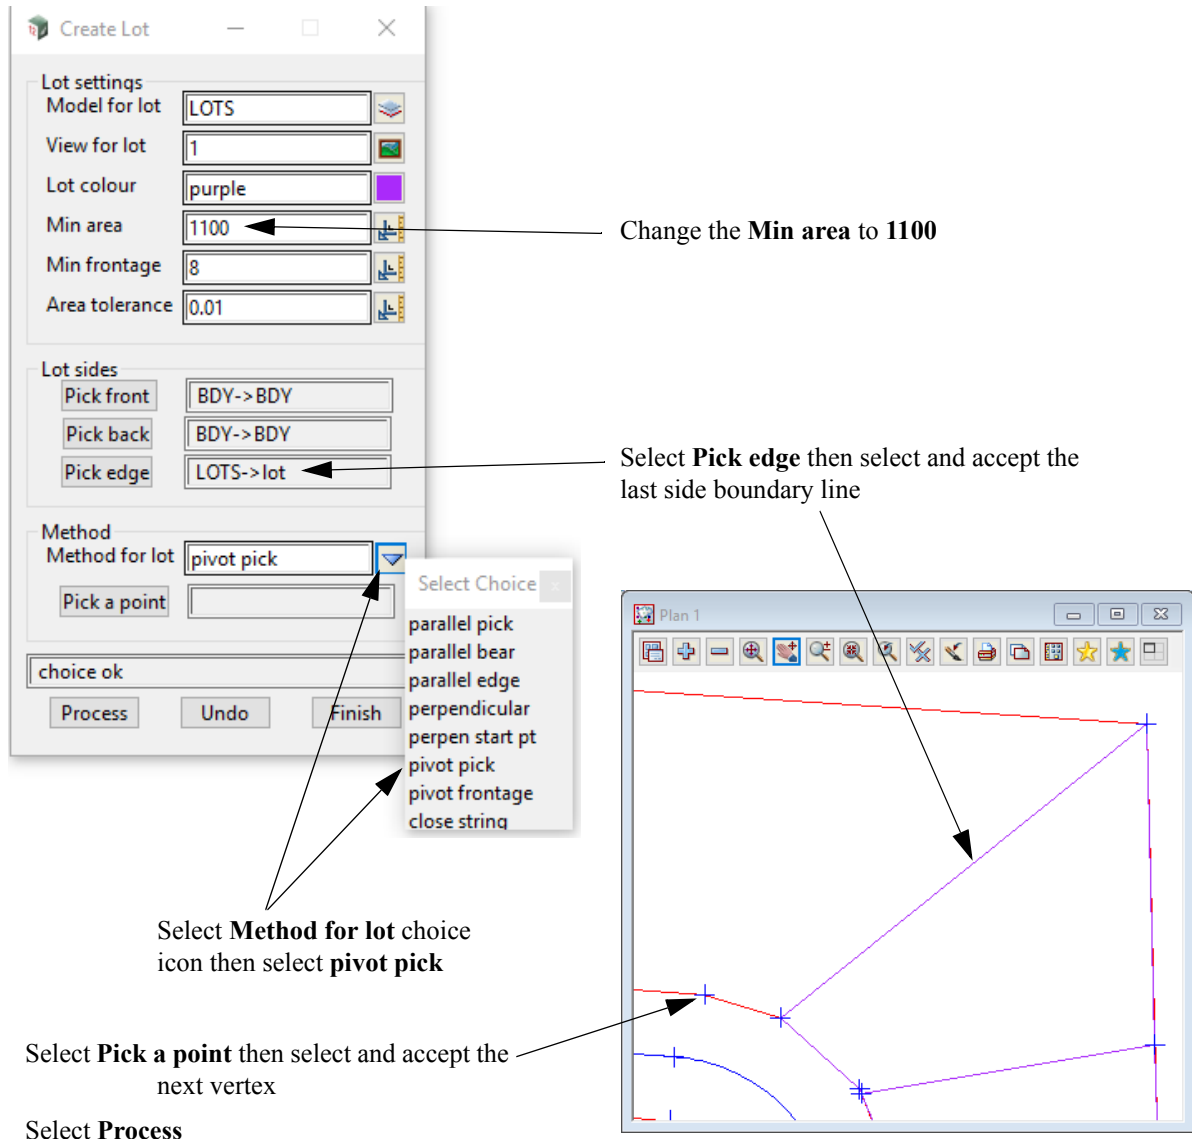 Create Lot
Lot settings
Model for lot LOTS
View for lot 1
Lot colour purple
Min area 1100
Min frontage 8
Area tolerance 0.01
Change the Min area to 1100
Lot sides
Pick front BDY->BDY
Pick back BDY->BDY
Pick edge LOTS->lot
Select Pick edge then select and accept the
last side boundary line
Method
Method for lot pivot pick
Pick a point
choice ok
Process Undo Finish
Select Choice
parallel pick
parallel bear
parallel edge
perpendicular
perpen start pt
pivot pick
pivot frontage
close string
Plan 1
Select Method for lot choice
icon then select pivot pick
Select Pick a point then select and accept the
next vertex
Select Process